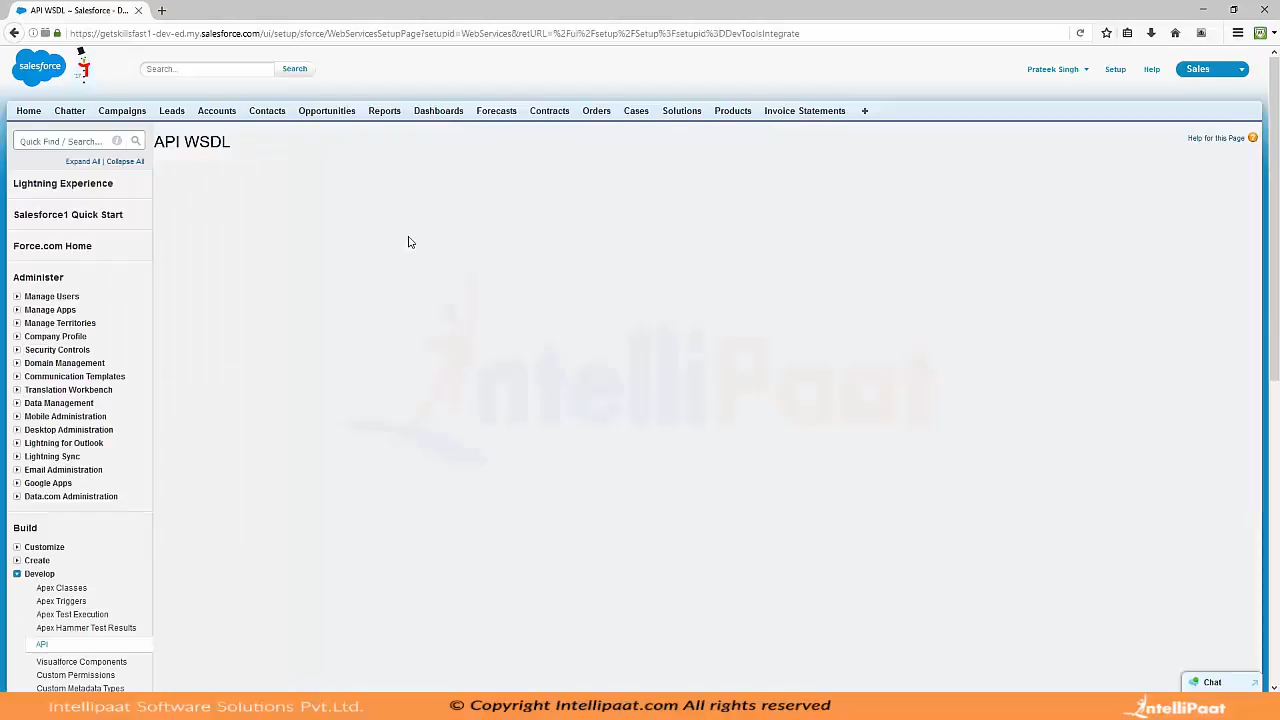 API WSDL ~ Salesforce - D...
https://getskillsfast1-dev-ed.my.salesforce.com/ui/setup/sforce/WebServicesSetupPage?setupid=WebServices&retURL=%2Fui%2Fsetup%2FSetup%3Fsetupid%3DDevToolsIntegrate
salesforce
Search...
Search
Prateek Singh
Setup
Help
Sales
Home Chatter Campaigns Leads Accounts Contacts Opportunities Reports Dashboards Forecasts Contracts Orders Cases Solutions Products Invoice Statements +
Quick Find / Search...
Expand All | Collapse All
API WSDL
Help for this Page
Lightning Experience
Salesforce1 Quick Start
Force.com Home
Administer
Manage Users
Manage Apps
Manage Territories
Company Profile
Security Controls
Domain Management
Communication Templates
Translation Workbench
Data Management
Mobile Administration
Desktop Administration
Lightning for Outlook
Lightning Sync
Email Administration
Google Apps
Data.com Administration
Build
Customize
Create
Develop
Apex Classes
Apex Triggers
Apex Test Execution
Apex Hammer Test Results
API
Visualforce Components
Custom Permissions
Custom Metadata Types
IntelliPaat
Chat
Intellipaat Software Solutions Pvt.Ltd.
© Copyright Intellipaat.com All rights reserved
IntelliPaat